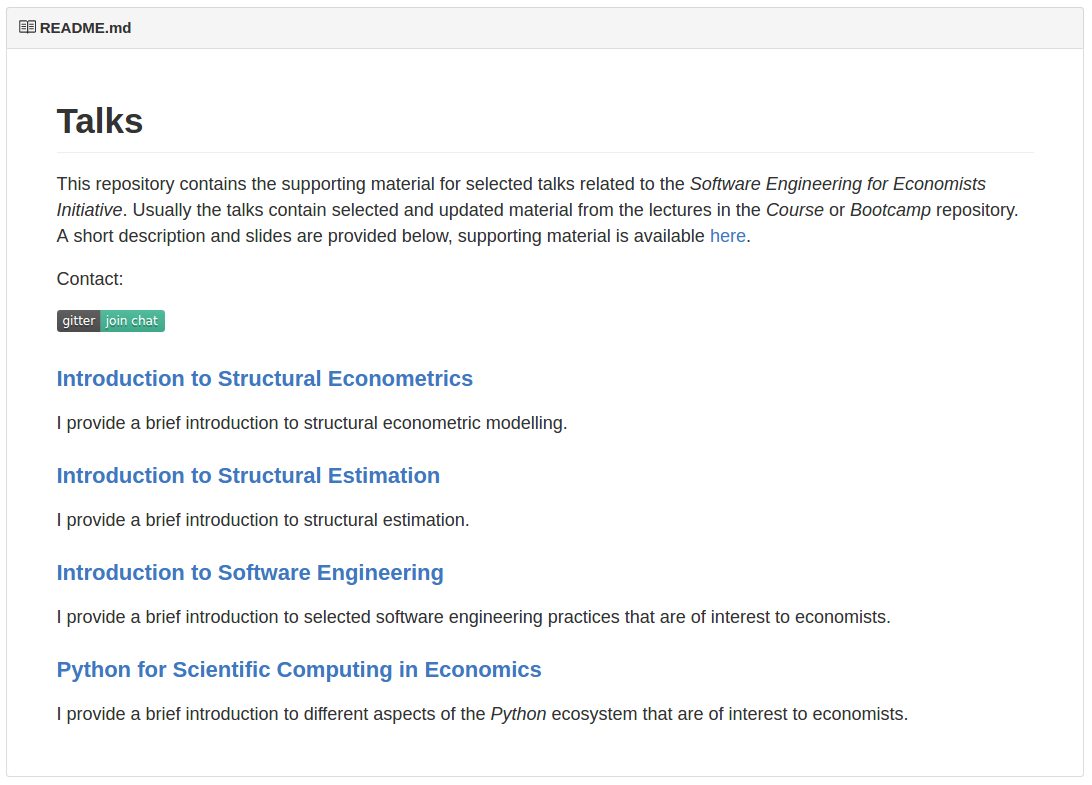 README.md
Talks
This repository contains the supporting material for selected talks related to the Software Engineering for Economists
Initiative. Usually the talks contain selected and updated material from the lectures in the Course or Bootcamp repository.
A short description and slides are provided below, supporting material is available here.
Contact:
gitter join chat
Introduction to Structural Econometrics
I provide a brief introduction to structural econometric modelling.
Introduction to Structural Estimation
I provide a brief introduction to structural estimation.
Introduction to Software Engineering
I provide a brief introduction to selected software engineering practices that are of interest to economists.
Python for Scientific Computing in Economics
I provide a brief introduction to different aspects of the Python ecosystem that are of interest to economists.